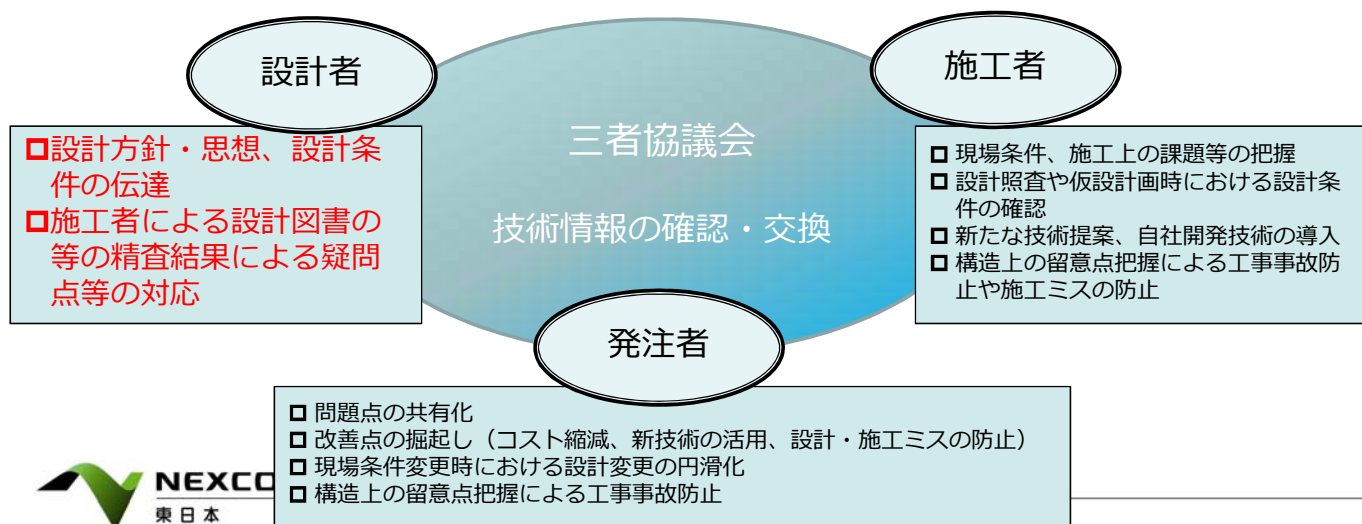 設計者
施工者
三者協議会
技術情報の確認・交換
□設計方針・思想、設計条
件の伝達
□施工者による設計図書の
等の精査結果による疑問
点等の対応
□ 現場条件、施工上の課題等の把握
□ 設計照査や仮設計画時における設計条
件の確認
□ 新たな技術提案、自社開発技術の導入
□ 構造上の留意点把握による工事事故防
止や施工ミスの防止
発注者
□ 問題点の共有化
□ 改善点の掘起し（コスト縮減、新技術の活用、設計・施工ミスの防止）
□ 現場条件変更時における設計変更の円滑化
□ 構造上の留意点把握による工事事故防止
NEXCO
東日本